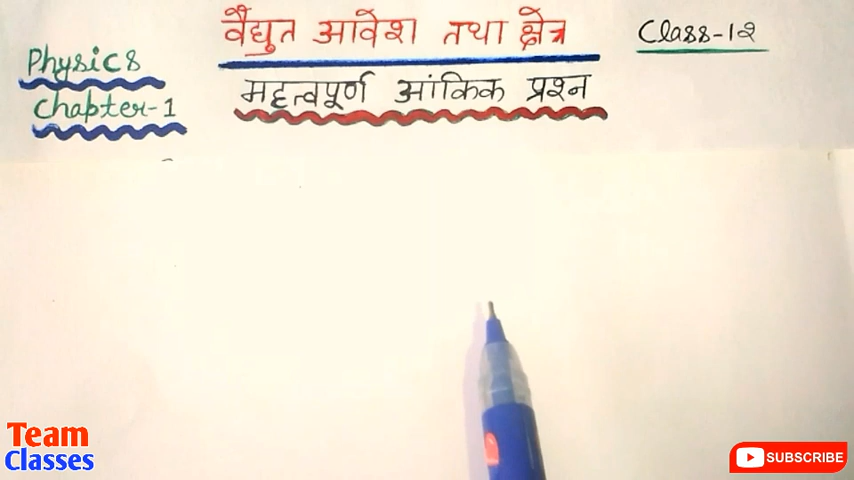 वैद्युत आवेश तथा क्षेत्र
Class-12
Physics
Chapter-1
महत्वपूर्ण आंकिक प्रश्न
Team
Classes
SUBSCRIBE